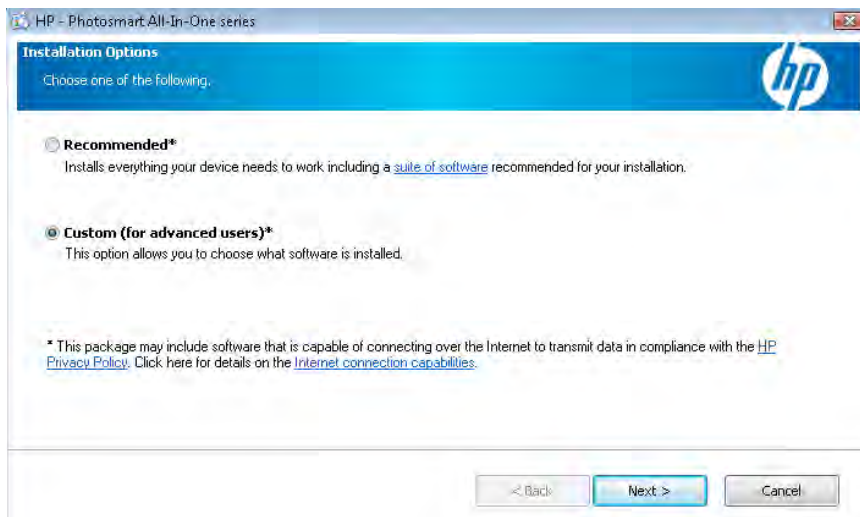 HP - Photosmart All-In-One series
Installation Options
Choose one of the following.
hp
Recommended*
Installs everything your device needs to work including a suite of software recommended for your installation.
Custom (for advanced users)*
This option allows you to choose what software is installed.
* This package may include software that is capable of connecting over the Internet to transmit data in compliance with the HP
Privacy Policy. Click here for details on the Internet connection capabilities.
< Back
Next >
Cancel